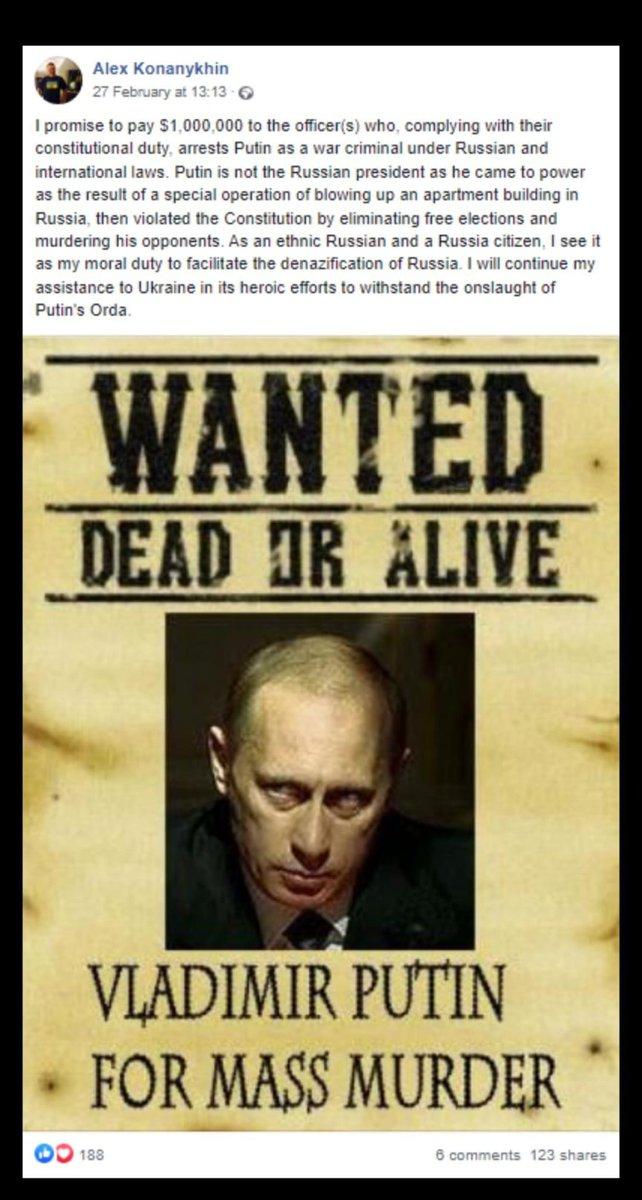 Alex Konanykhin
27 February at 13:13 ·
I promise to pay $1,000,000 to the officer(s) who, complying with their
constitutional duty, arrests Putin as a war criminal under Russian and
international laws. Putin is not the Russian president as he came to power
as the result of a special operation of blowing up an apartment building in
Russia, then violated the Constitution by eliminating free elections and
murdering his opponents. As an ethnic Russian and a Russia citizen, I see it
as my moral duty to facilitate the denazification of Russia. I will continue my
assistance to Ukraine in its heroic efforts to withstand the onslaught of
Putin's Orda.
WANTED
DEAD OR ALIVE
VLADIMIR PUTIN
FOR MASS MURDER
188
6 comments 123 shares